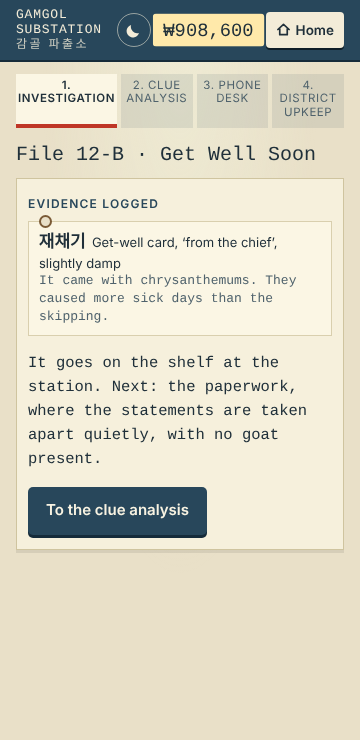 GAMGOL
SUBSTATION
감골 파출소
₩908,600
Home
1.
INVESTIGATION
2. CLUE
ANALYSIS
3. PHONE
DESK
4.
DISTRICT
UPKEEP
File 12-B · Get Well Soon
EVIDENCE LOGGED
재채기 Get-well card, ‘from the chief’,
slightly damp
It came with chrysanthemums. They
caused more sick days than the
skipping.
It goes on the shelf at the
station. Next: the paperwork,
where the statements are taken
apart quietly, with no goat
present.
To the clue analysis